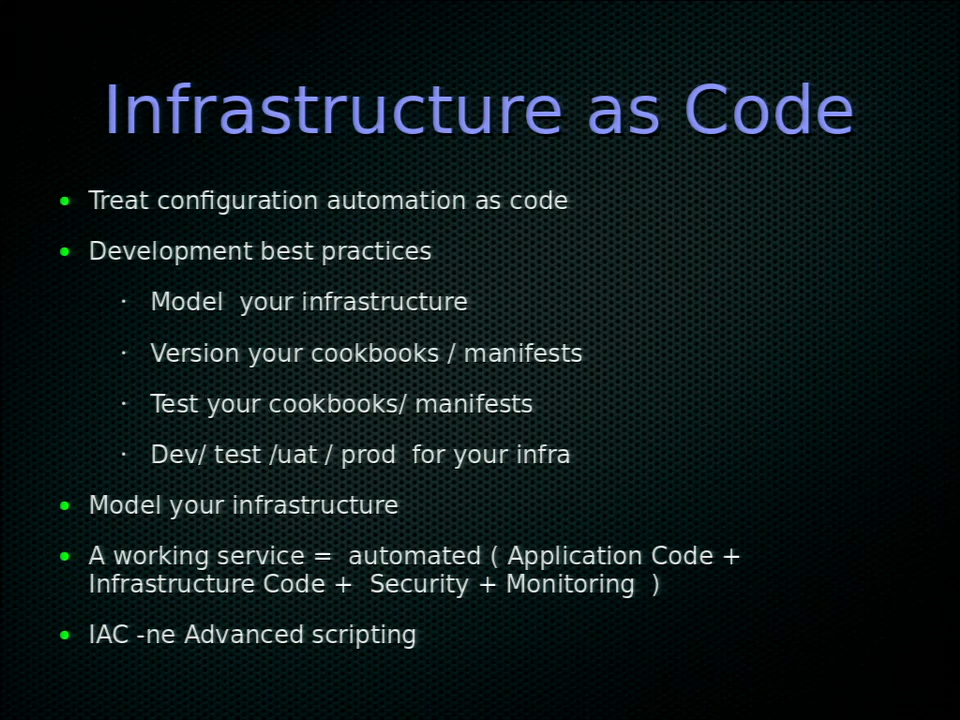 Infrastructure as Code
• Treat configuration automation as code
• Development best practices
• Model  your infrastructure
• Version your cookbooks / manifests
• Test your cookbooks/ manifests
• Dev/ test /uat / prod  for your infra
• Model your infrastructure
• A working service =  automated ( Application Code +
Infrastructure Code +  Security + Monitoring  )
• IAC -ne Advanced scripting